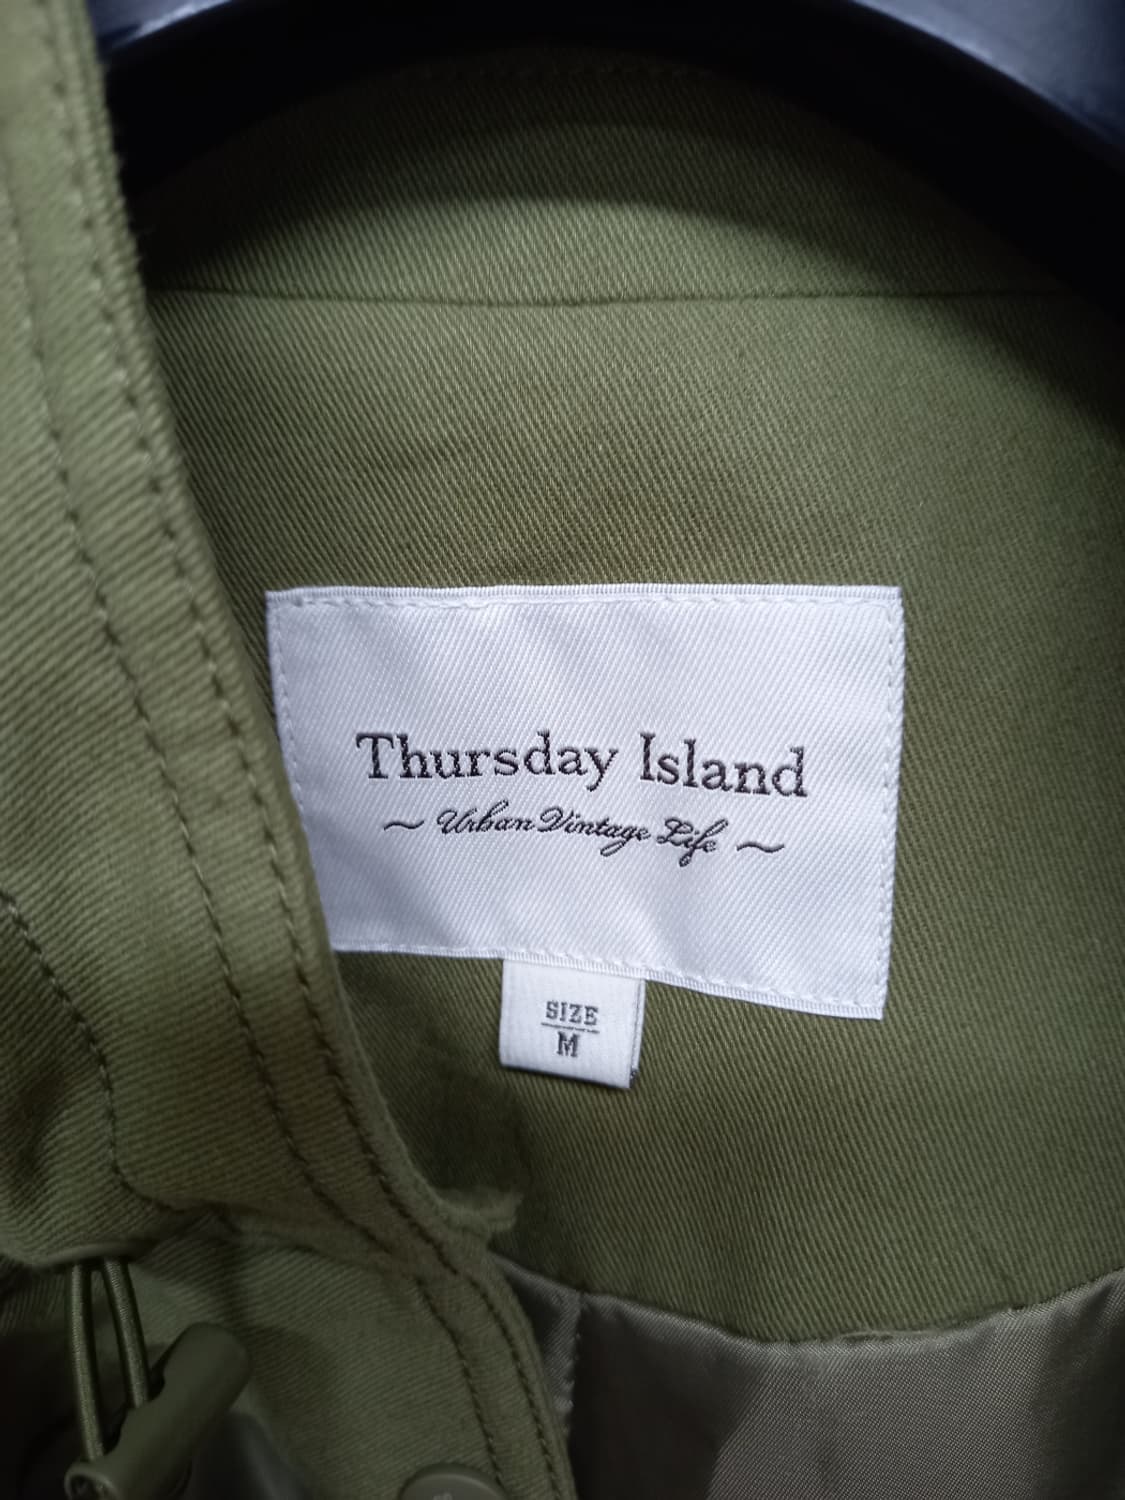 Thursday Island
~ Urban Vintage Life ~
SIZE
M